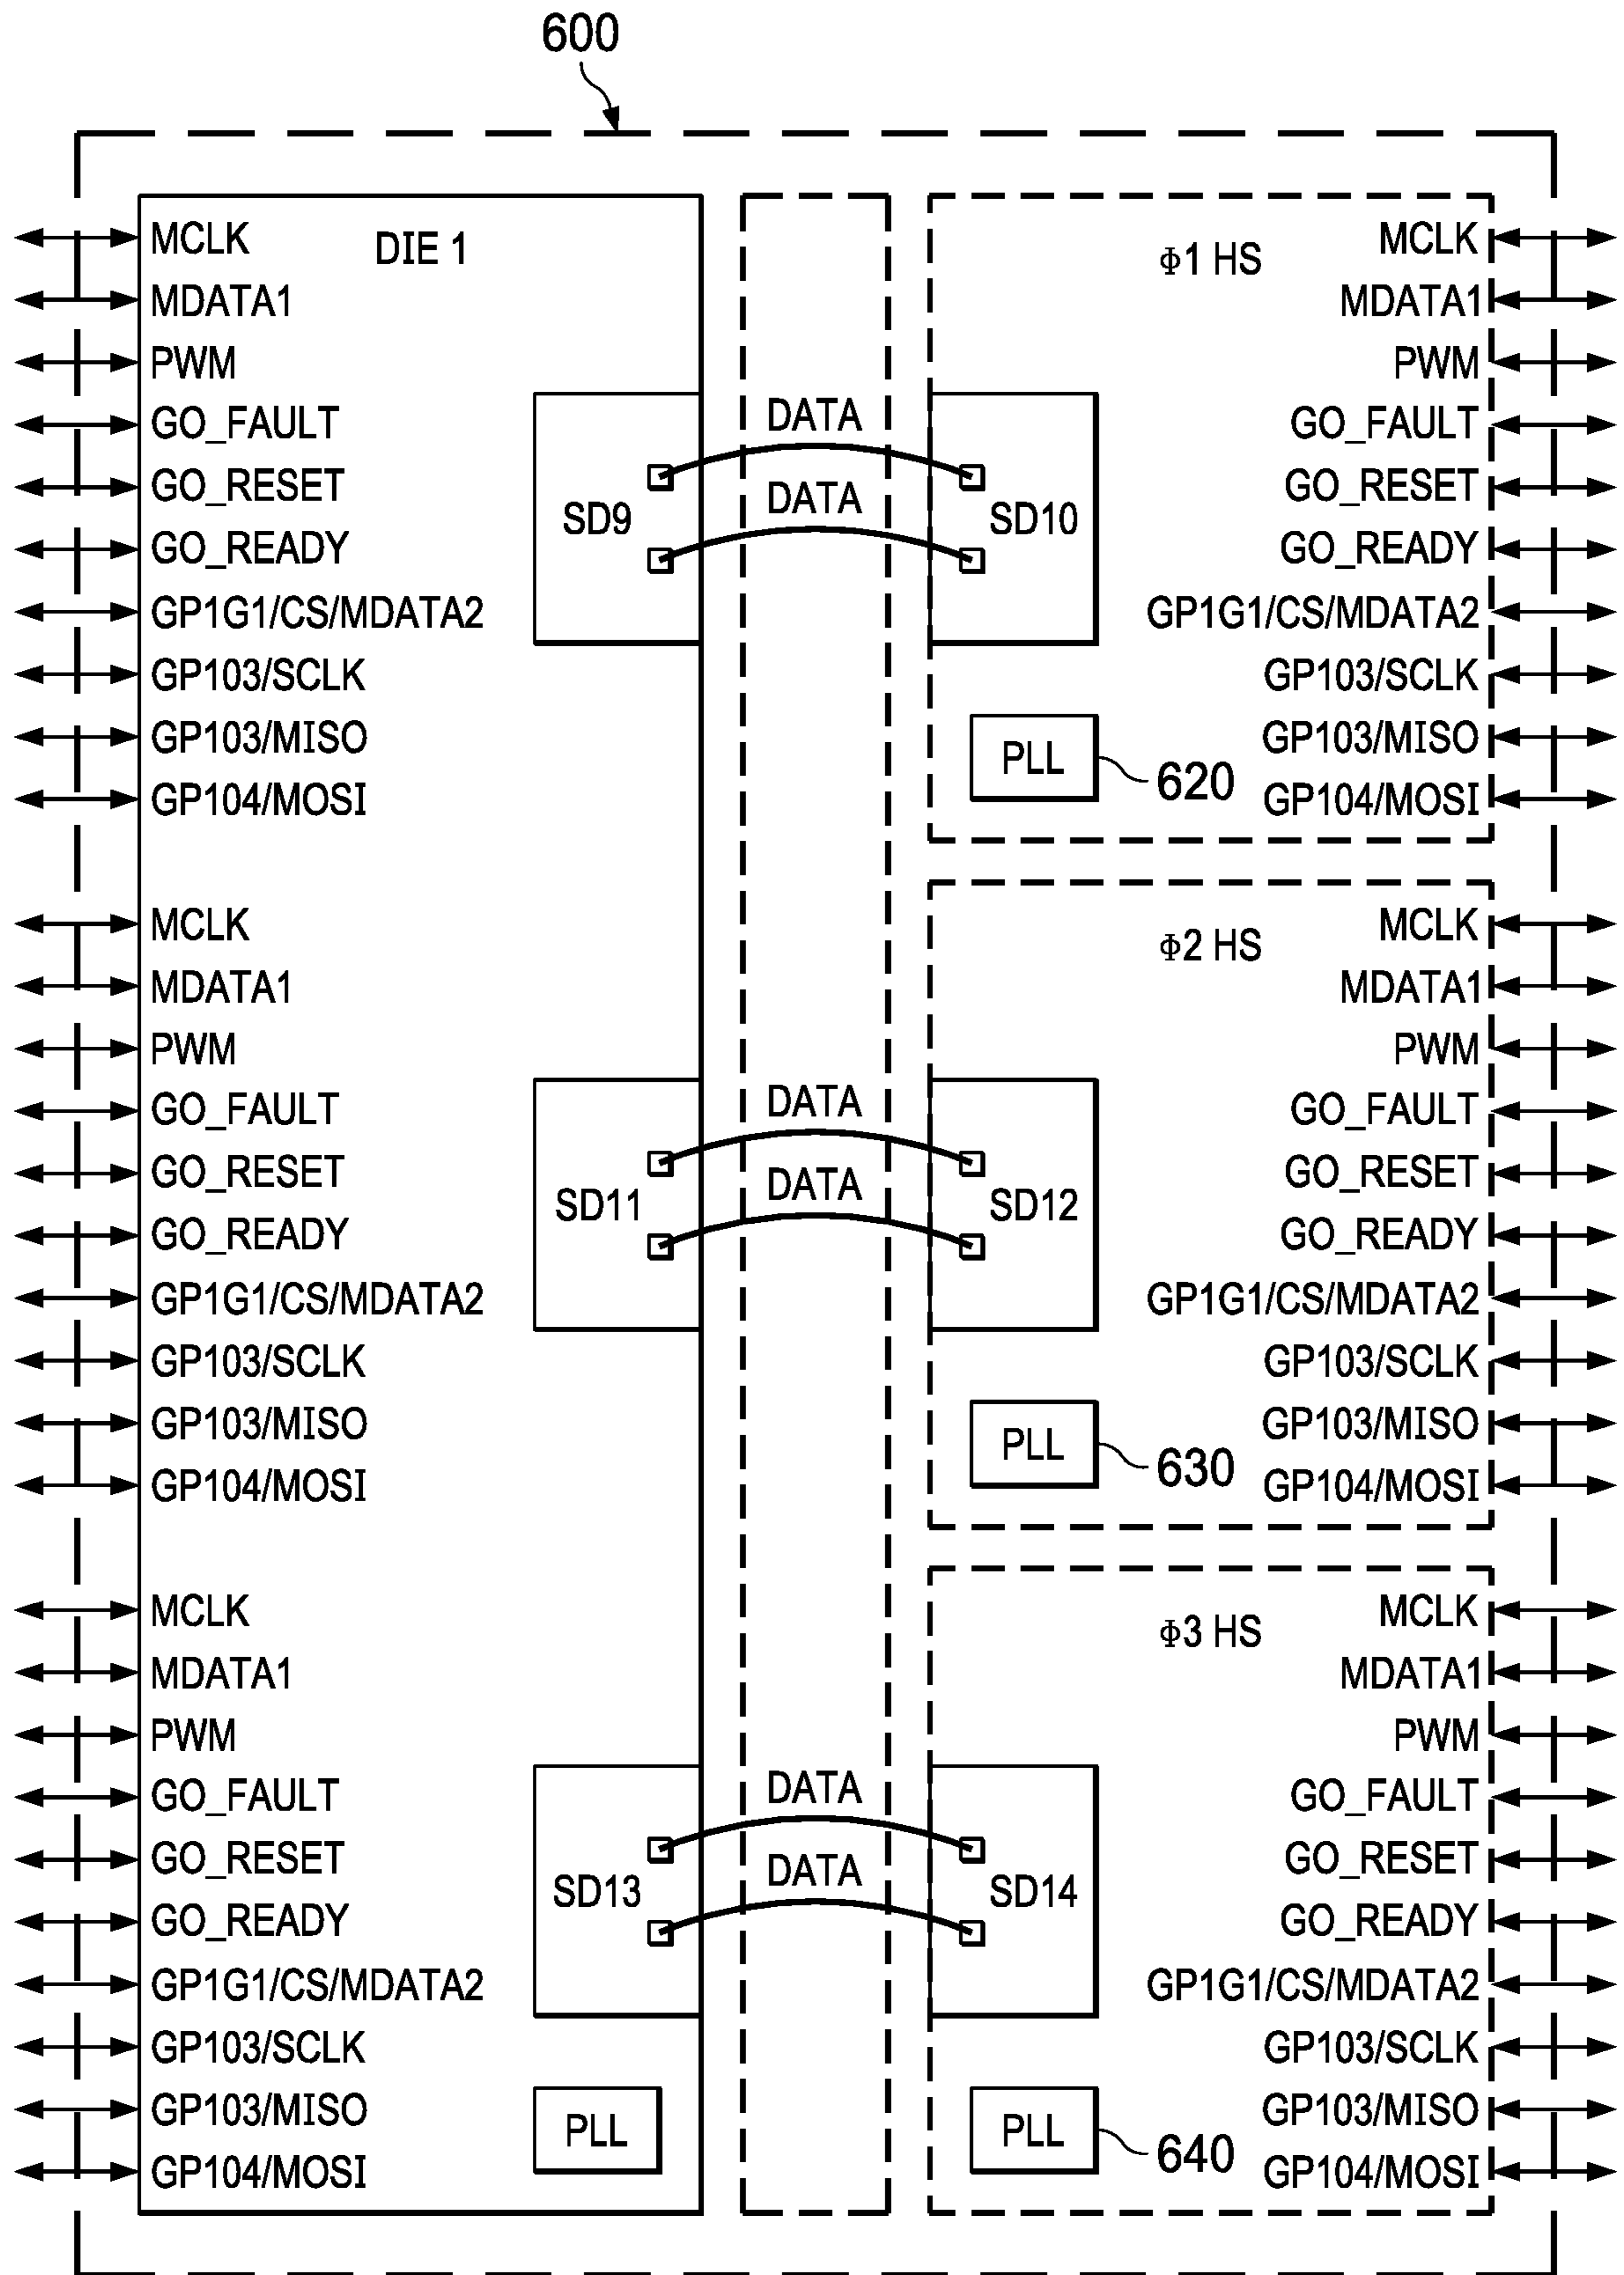 600
DIE 1
MCLK
MDATA1
PWM
GO_FAULT
GO_RESET
GO_READY
GP1G1/CS/MDATA2
GP103/SCLK
GP103/MISO
GP104/MOSI
SD9
DATA
DATA
SD10
Φ1 HS
MCLK
MDATA1
PWM
GO_FAULT
GO_RESET
GO_READY
GP1G1/CS/MDATA2
GP103/SCLK
GP103/MISO
GP104/MOSI
PLL
620
MCLK
MDATA1
PWM
GO_FAULT
GO_RESET
GO_READY
GP1G1/CS/MDATA2
GP103/SCLK
GP103/MISO
GP104/MOSI
SD11
DATA
DATA
SD12
Φ2 HS
MCLK
MDATA1
PWM
GO_FAULT
GO_RESET
GO_READY
GP1G1/CS/MDATA2
GP103/SCLK
GP103/MISO
GP104/MOSI
PLL
630
MCLK
MDATA1
PWM
GO_FAULT
GO_RESET
GO_READY
GP1G1/CS/MDATA2
GP103/SCLK
GP103/MISO
GP104/MOSI
SD13
PLL
DATA
DATA
SD14
Φ3 HS
MCLK
MDATA1
PWM
GO_FAULT
GO_RESET
GO_READY
GP1G1/CS/MDATA2
GP103/SCLK
GP103/MISO
GP104/MOSI
PLL
640